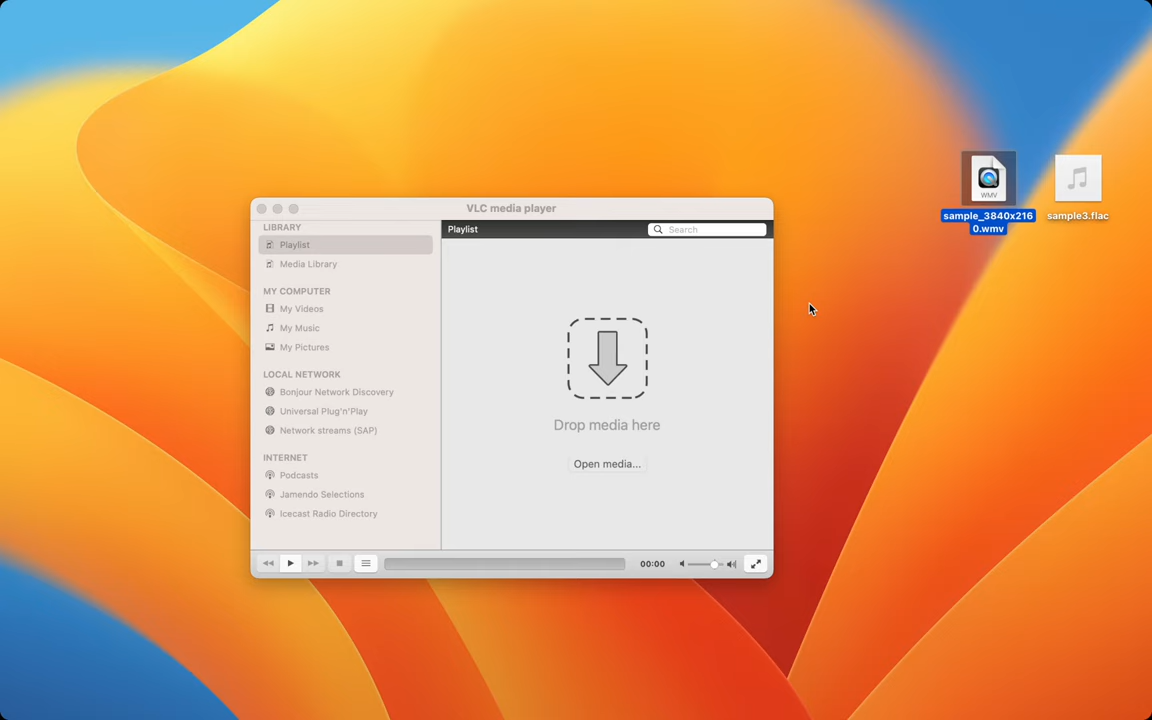 VLC media player
LIBRARY
Playlist
Media Library
MY COMPUTER
My Videos
My Music
My Pictures
LOCAL NETWORK
Bonjour Network Discovery
Universal Plug'n'Play
Network streams (SAP)
INTERNET
Podcasts
Jamendo Selections
Icecast Radio Directory
Playlist
Search
Drop media here
Open media...
00:00
WMV
sample_3840x216
0.wmv
sample3.flac